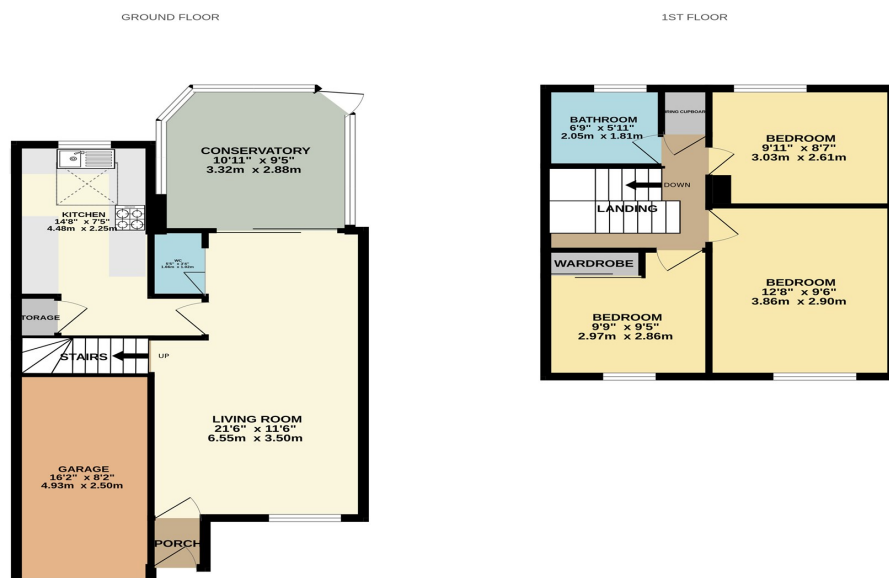 GROUND FLOOR
1ST FLOOR
CONSERVATORY
10'11" x 9'5"
3.32m x 2.88m
KITCHEN
14'8" x 7'5"
4.48m x 2.25m
WC
TORAGE
STAIRS
UP
LIVING ROOM
21'6" x 11'6"
6.55m x 3.50m
GARAGE
16'2" x 8'2"
4.93m x 2.50m
PORCH
BATHROOM
6'9" x 5'11"
2.05m x 1.81m
CUPBOAR
BEDROOM
9'11" x 8'7"
3.03m x 2.61m
DOWN
LANDING
WARDROBE
BEDROOM
12'8" x 9'6"
3.86m x 2.90m
BEDROOM
9'9" x 9'5"
2.97m x 2.86m